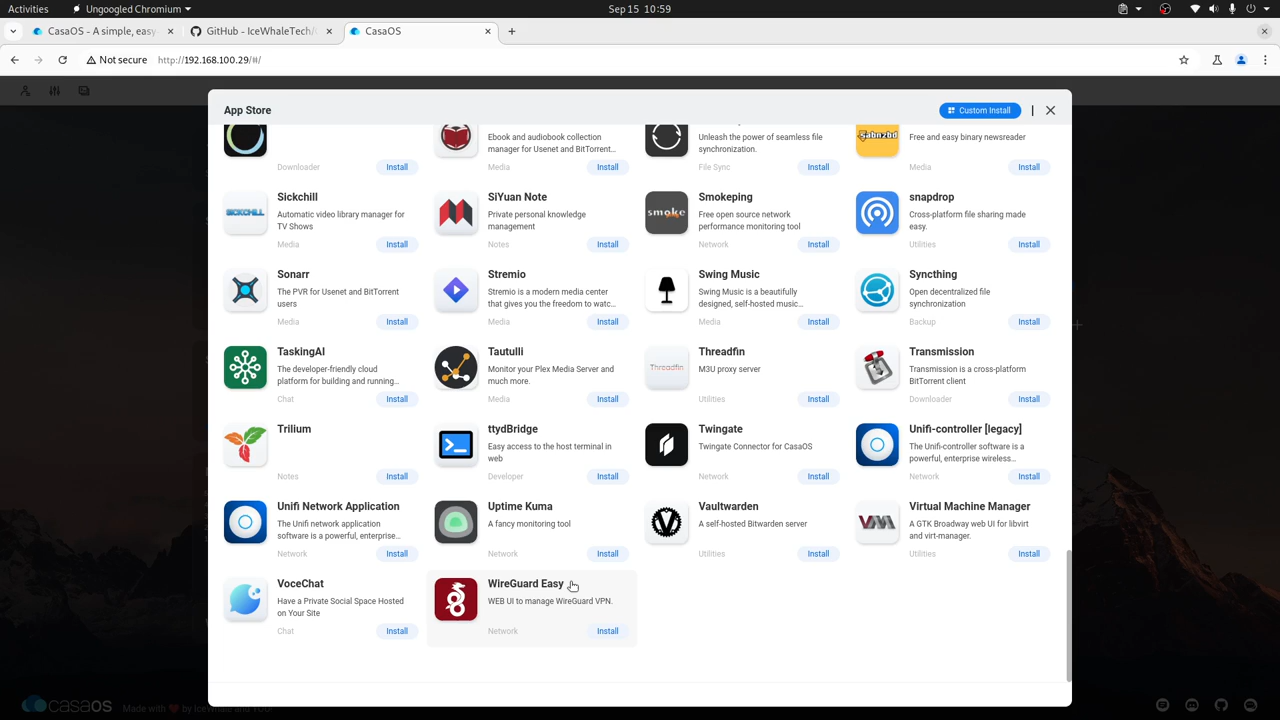 Activities
Ungoogled Chromium
Sep 15 10:59
CasaOS - A simple, easy-
GitHub - IceWhaleTech/
CasaOS
Not secure
http://192.168.100.29/#/
App Store
Custom Install
Downloader
Install
Ebook and audiobook collection
manager for Usenet and BitTorrent...
Media
Install
Unleash the power of seamless file
synchronization.
File Sync
Install
sabnzbd
Free and easy binary newsreader
Media
Install
SICKCHILL
Sickchill
Automatic video library manager for
TV Shows
Media
Install
SiYuan Note
Private personal knowledge
management
Notes
Install
smoke
Smokeping
Free open source network
performance monitoring tool
Network
Install
snapdrop
Cross-platform file sharing made
easy.
Utilities
Install
Sonarr
The PVR for Usenet and BitTorrent
users
Media
Install
Stremio
Stremio is a modern media center
that gives you the freedom to watc...
Media
Install
Swing Music
Swing Music is a beautifully
designed, self-hosted music...
Media
Install
Syncthing
Open decentralized file
synchronization
Backup
Install
TaskingAI
The developer-friendly cloud
platform for building and running...
Chat
Install
Tautulli
Monitor your Plex Media Server and
much more.
Media
Install
Threadfin
Threadfin
M3U proxy server
Utilities
Install
Transmission
Transmission is a cross-platform
BitTorrent client
Downloader
Install
Trilium
Notes
Install
ttydBridge
Easy access to the host terminal in
web
Developer
Install
Twingate
Twingate Connector for CasaOS
Network
Install
Unifi-controller [legacy]
The Unifi-controller software is a
powerful, enterprise wireless...
Network
Install
Unifi Network Application
The Unifi network application
software is a powerful, enterprise...
Network
Install
Uptime Kuma
A fancy monitoring tool
Network
Install
Vaultwarden
A self-hosted Bitwarden server
Utilities
Install
Virtual Machine Manager
A GTK Broadway web UI for libvirt
and virt-manager.
Utilities
Install
VoceChat
Have a Private Social Space Hosted
on Your Site
Chat
Install
WireGuard Easy
WEB UI to manage WireGuard VPN.
Network
Install
CasaOS
Made with ❤ by IceWhale and YOU!